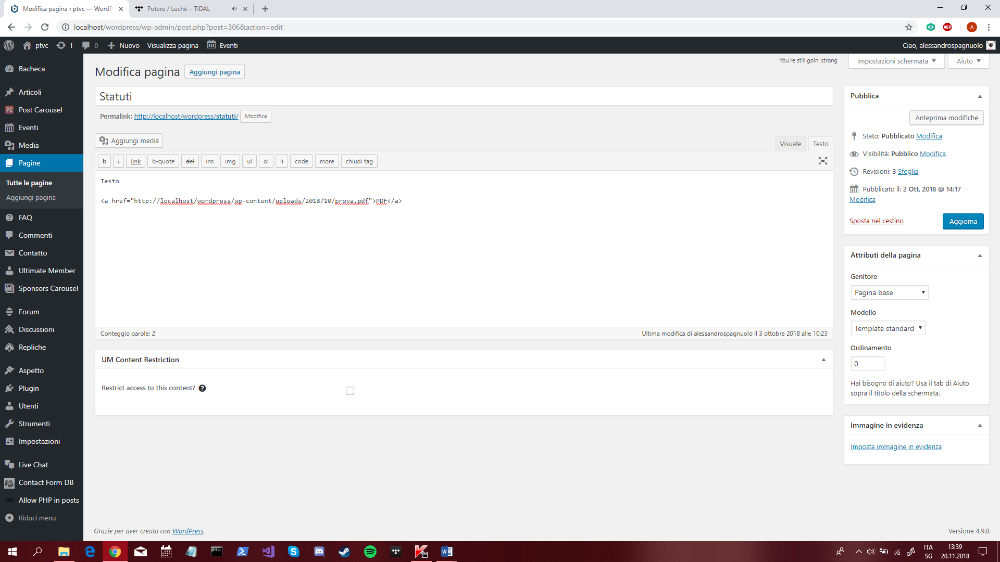 Modifica pagina ‹ ptvc — WordP
Potere / Luchè – TIDAL
localhost/wordpress/wp-admin/post.php?post=306&action=edit
ABP
A
ptvc
1
0
Nuovo
Visualizza pagina
Eventi
Ciao, alessandrospagnuolo
Bacheca
Articoli
PC
Post Carousel
Eventi
Media
Pagine
Tutte le pagine
Aggiungi pagina
FAQ
Commenti
Contatto
Ultimate Member
Sponsors Carousel
Forum
Discussioni
Repliche
Aspetto
Plugin
Utenti
Strumenti
Impostazioni
Live Chat
Contact Form DB
PHP
Allow PHP in posts
Riduci menu
You're still goin' strong
Impostazioni schermata
Aiuto
Modifica pagina
Aggiungi pagina
Statuti
Permalink: http://localhost/wordpress/statuti/
Modifica
Aggiungi media
Visuale
Testo
b
i
link
b-quote
del
ins
img
ul
ol
li
code
more
chiudi tag
Testo
<a href="http://localhost/wordpress/wp-content/uploads/2018/10/prova.pdf">PDF</a>
Conteggio parole: 2
Ultima modifica di alessandrospagnuolo il 3 ottobre 2018 alle 10:23
UM Content Restriction
Restrict access to this content?
Pubblica
Anteprima modifiche
Stato: Pubblicato Modifica
Visibilità: Pubblico Modifica
Revisioni: 3 Sfoglia
Pubblicato il: 2 Ott, 2018 @ 14:17
Modifica
Sposta nel cestino
Aggiorna
Attributi della pagina
Genitore
Pagina base
Modello
Template standard
Ordinamento
0
Hai bisogno di aiuto? Usa il tab di Aiuto
sopra il titolo della schermata.
Immagine in evidenza
Imposta immagine in evidenza
Grazie per aver creato con WordPress.
Versione 4.9.8
ITA
SG
13:39
20.11.2018